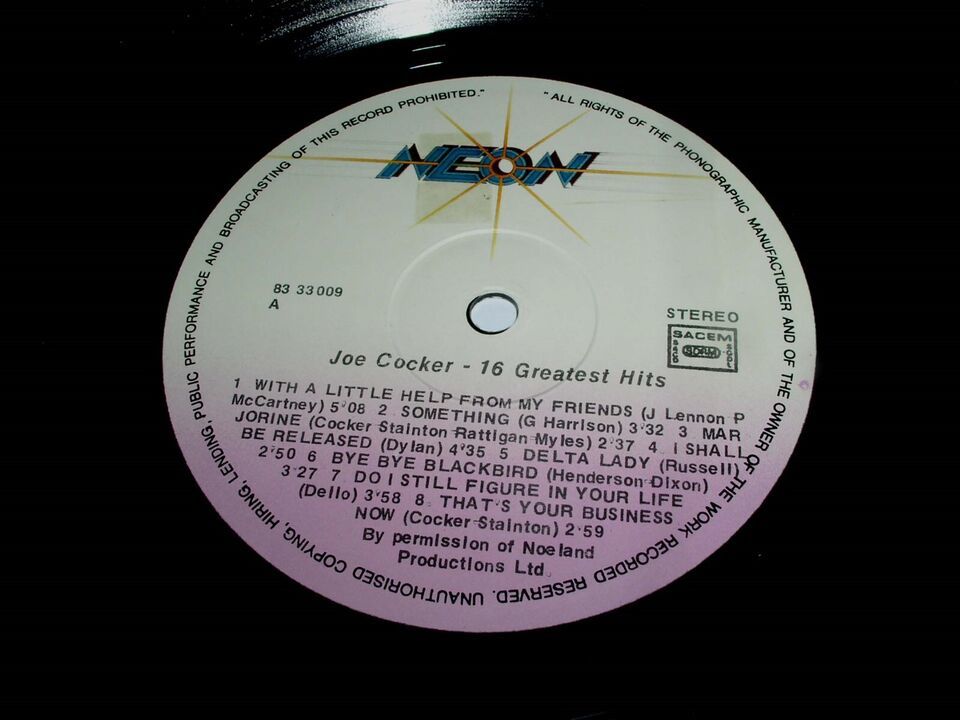 "ALL RIGHTS OF THE PHONOGRAPHIC MANUFACTURER AND OF THE OWNER OF THE WORK RECORDED RESERVED. UNAUTHORISED COPYING, HIRING, LENDING, PUBLIC PERFORMANCE AND BROADCASTING OF THIS RECORD PROHIBITED."
NEON
83 33009
A
STEREO
SACEM
SACD SDRM SCDL
Joe Cocker - 16 Greatest Hits
1 WITH A LITTLE HELP FROM MY FRIENDS (J Lennon P
McCartney) 5'08 2 SOMETHING (G Harrison) 3'32 3 MAR
JORINE (Cocker Stainton Rattigan Myles) 2'37 4 I SHALL
BE RELEASED (Dylan) 4'35 5 DELTA LADY (Russell)
2'50 6 BYE BYE BLACKBIRD (Henderson Dixon)
3'27 7 DO I STILL FIGURE IN YOUR LIFE
(Dello) 3'58 8 THAT'S YOUR BUSINESS
NOW (Cocker Stainton) 2'59
By permission of Noeland
Productions Ltd.